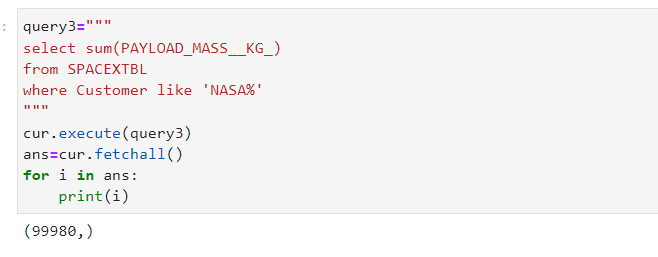 :
query3="""
select sum(PAYLOAD_MASS__KG_)
from SPACEXTBL
where Customer like 'NASA%'
"""
cur.execute(query3)
ans=cur.fetchall()
for i in ans:
    print(i)
(99980,)